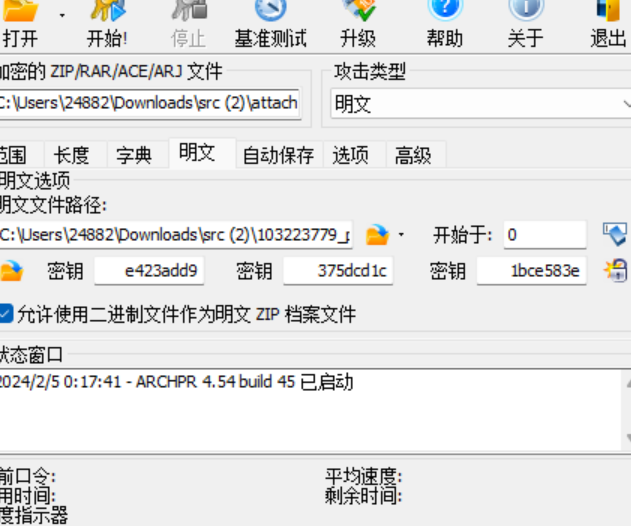 打开 开始! 停止 基准测试 升级 帮助 关于 退出
加密的 ZIP/RAR/ACE/ARJ 文件 攻击类型
C:\Users\24882\Downloads\src (2)\attach 明文
范围 长度 字典 明文 自动保存 选项 高级
明文选项
明文文件路径:
C:\Users\24882\Downloads\src (2)\103223779_p 开始于: 0
密钥 e423add9 密钥 375dcd1c 密钥 1bce583e
允许使用二进制文件作为明文 ZIP 档案文件
状态窗口
2024/2/5 0:17:41 - ARCHPR 4.54 build 45 已启动
前口令: 平均速度:
用时间: 剩余时间:
度指示器